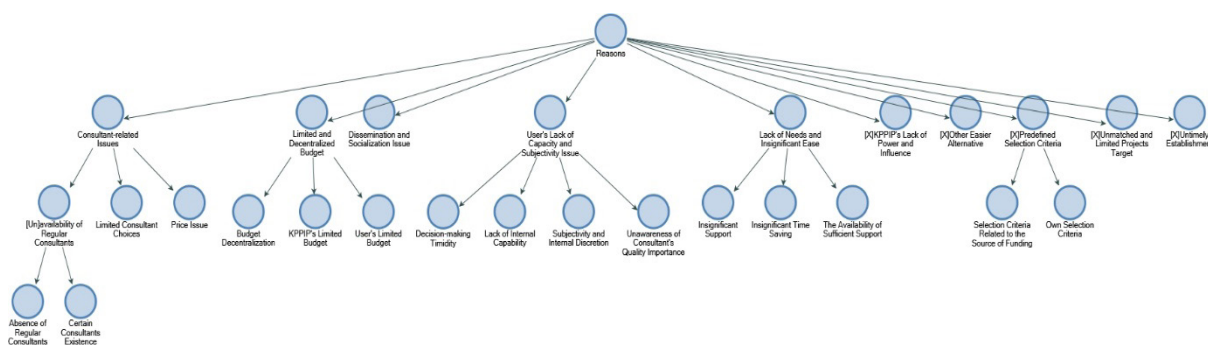 Reasons
Consultant-related
Issues
Limited and
Decentralized
Budget
Dissemination and
Socialization Issue
User's Lack of
Capacity and
Subjectivity Issue
Lack of Needs and
Insignificant Ease
[X]KPPIP's Lack of
Power and
Influence
[X]Other Easier
Alternative
[X]Predefined
Selection Criteria
[X]Unmatched and
Limited Projects
Target
[X]Untimely
Establishment
[Un]availability of
Regular
Consultants
Limited Consultant
Choices
Price Issue
Budget
Decentralization
KPPIP's Limited
Budget
User's Limited
Budget
Decision-making
Timidity
Lack of Internal
Capability
Subjectivity and
Internal Discretion
Unawareness of
Consultant's
Quality Importance
Insignificant
Support
Insignificant Time
Saving
The Availability of
Sufficient Support
Selection Criteria
Related to the
Source of Funding
Own Selection
Criteria
Absence of
Regular
Consultants
Certain
Consultants
Existence